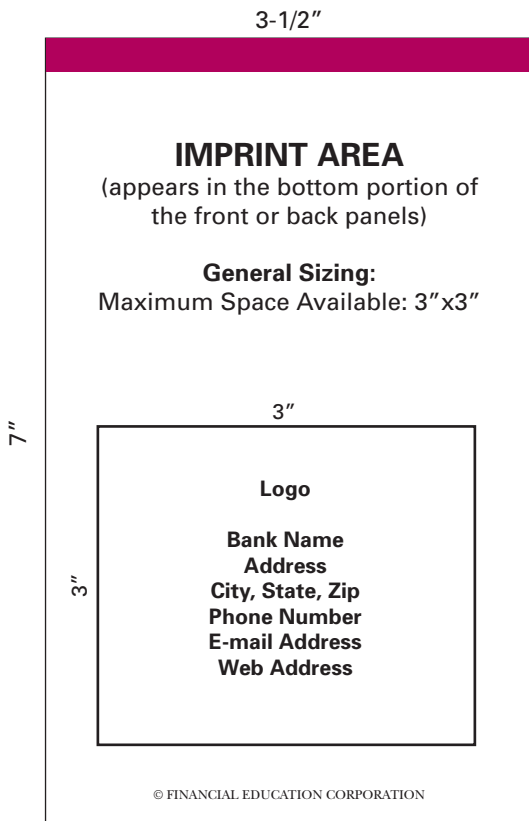 3-1/2″
IMPRINT AREA
(appears in the bottom portion of
the front or back panels)
General Sizing:
Maximum Space Available: 3″x3″
7″
3″
3″
Logo
Bank Name
Address
City, State, Zip
Phone Number
E-mail Address
Web Address
© FINANCIAL EDUCATION CORPORATION